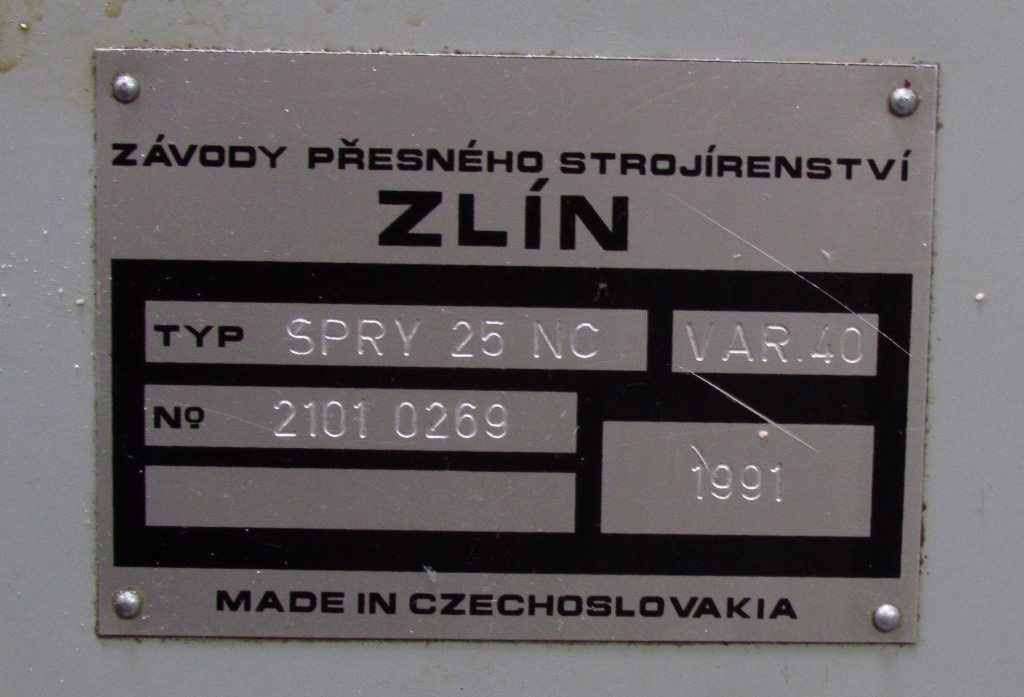 ZÁVODY PŘESNÉHO STROJÍRENSTVÍ
ZLÍN
TYP SPRY 25 NC VAR.40
Nº 2101 0269
1991
MADE IN CZECHOSLOVAKIA